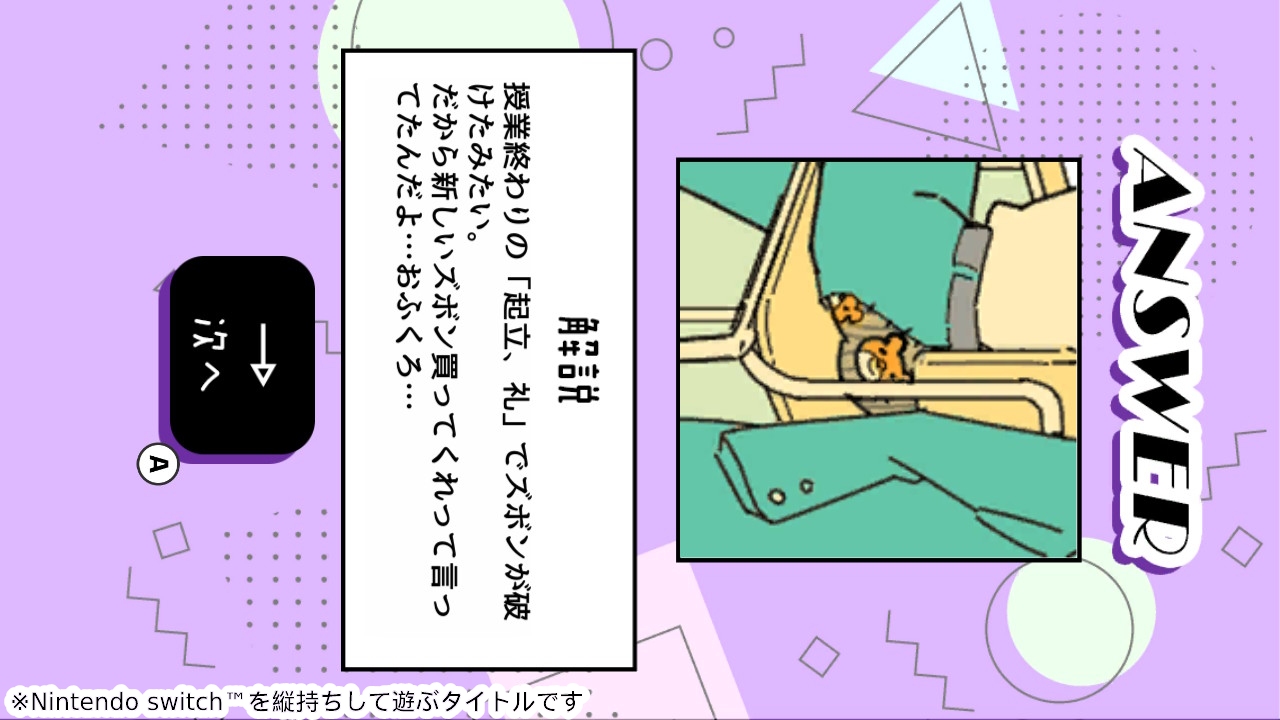 ANSWER
解説
授業終わりの「起立、礼」でズボンが破
けたみたい。
だから新しいズボン買ってくれって言っ
てたんだよ…おふくろ…
次へ
A
※Nintendo switch™を縦持ちして遊ぶタイトルです